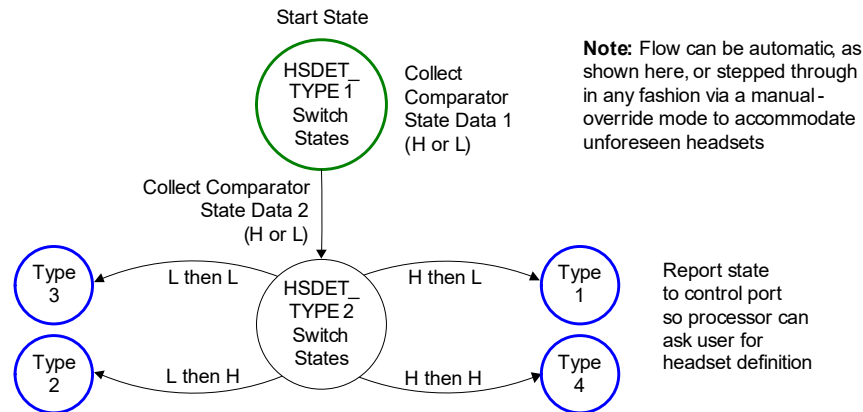 Start State
HSDET_
TYPE 1
Switch
States
Collect
Comparator
State Data 1
(H or L)
Note: Flow can be automatic, as
shown here, or stepped through
in any fashion via a manual-
override mode to accommodate
unforeseen headsets
Collect Comparator
State Data 2
(H or L)
Type
3
L then L
HSDET_
TYPE 2
Switch
States
H then L
Type
1
Report state
to control port
so processor can
ask user for
headset definition
Type
2
L then H
H then H
Type
4